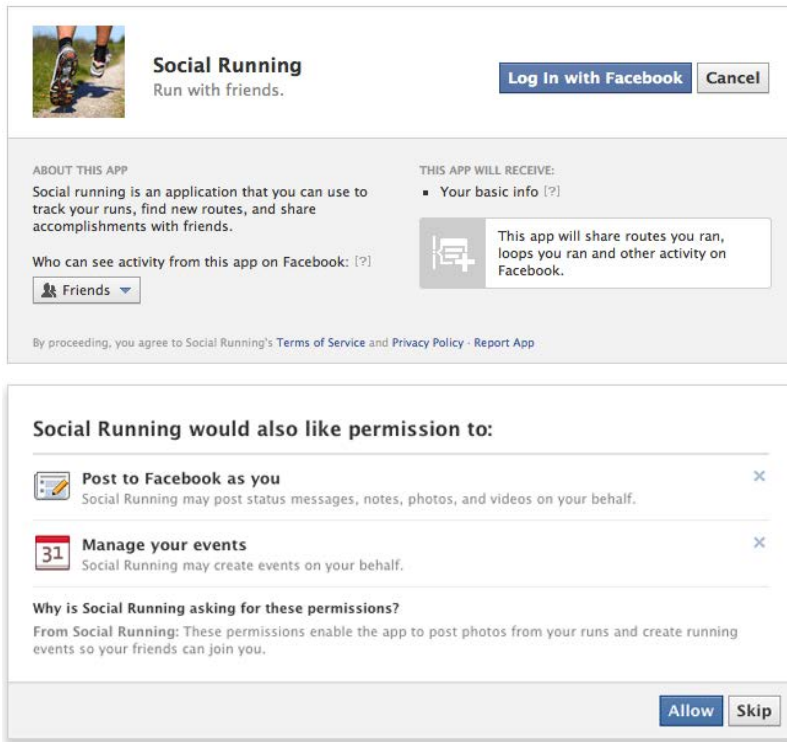 Social Running
Run with friends.
Log In with Facebook
Cancel
ABOUT THIS APP
Social running is an application that you can use to
track your runs, find new routes, and share
accomplishments with friends.
Who can see activity from this app on Facebook: [?]
Friends
THIS APP WILL RECEIVE:
▪ Your basic info [?]
This app will share routes you ran,
loops you ran and other activity on
Facebook.
By proceeding, you agree to Social Running's Terms of Service and Privacy Policy · Report App
Social Running would also like permission to:
Post to Facebook as you
Social Running may post status messages, notes, photos, and videos on your behalf.
31
Manage your events
Social Running may create events on your behalf.
Why is Social Running asking for these permissions?
From Social Running: These permissions enable the app to post photos from your runs and create running
events so your friends can join you.
Allow
Skip